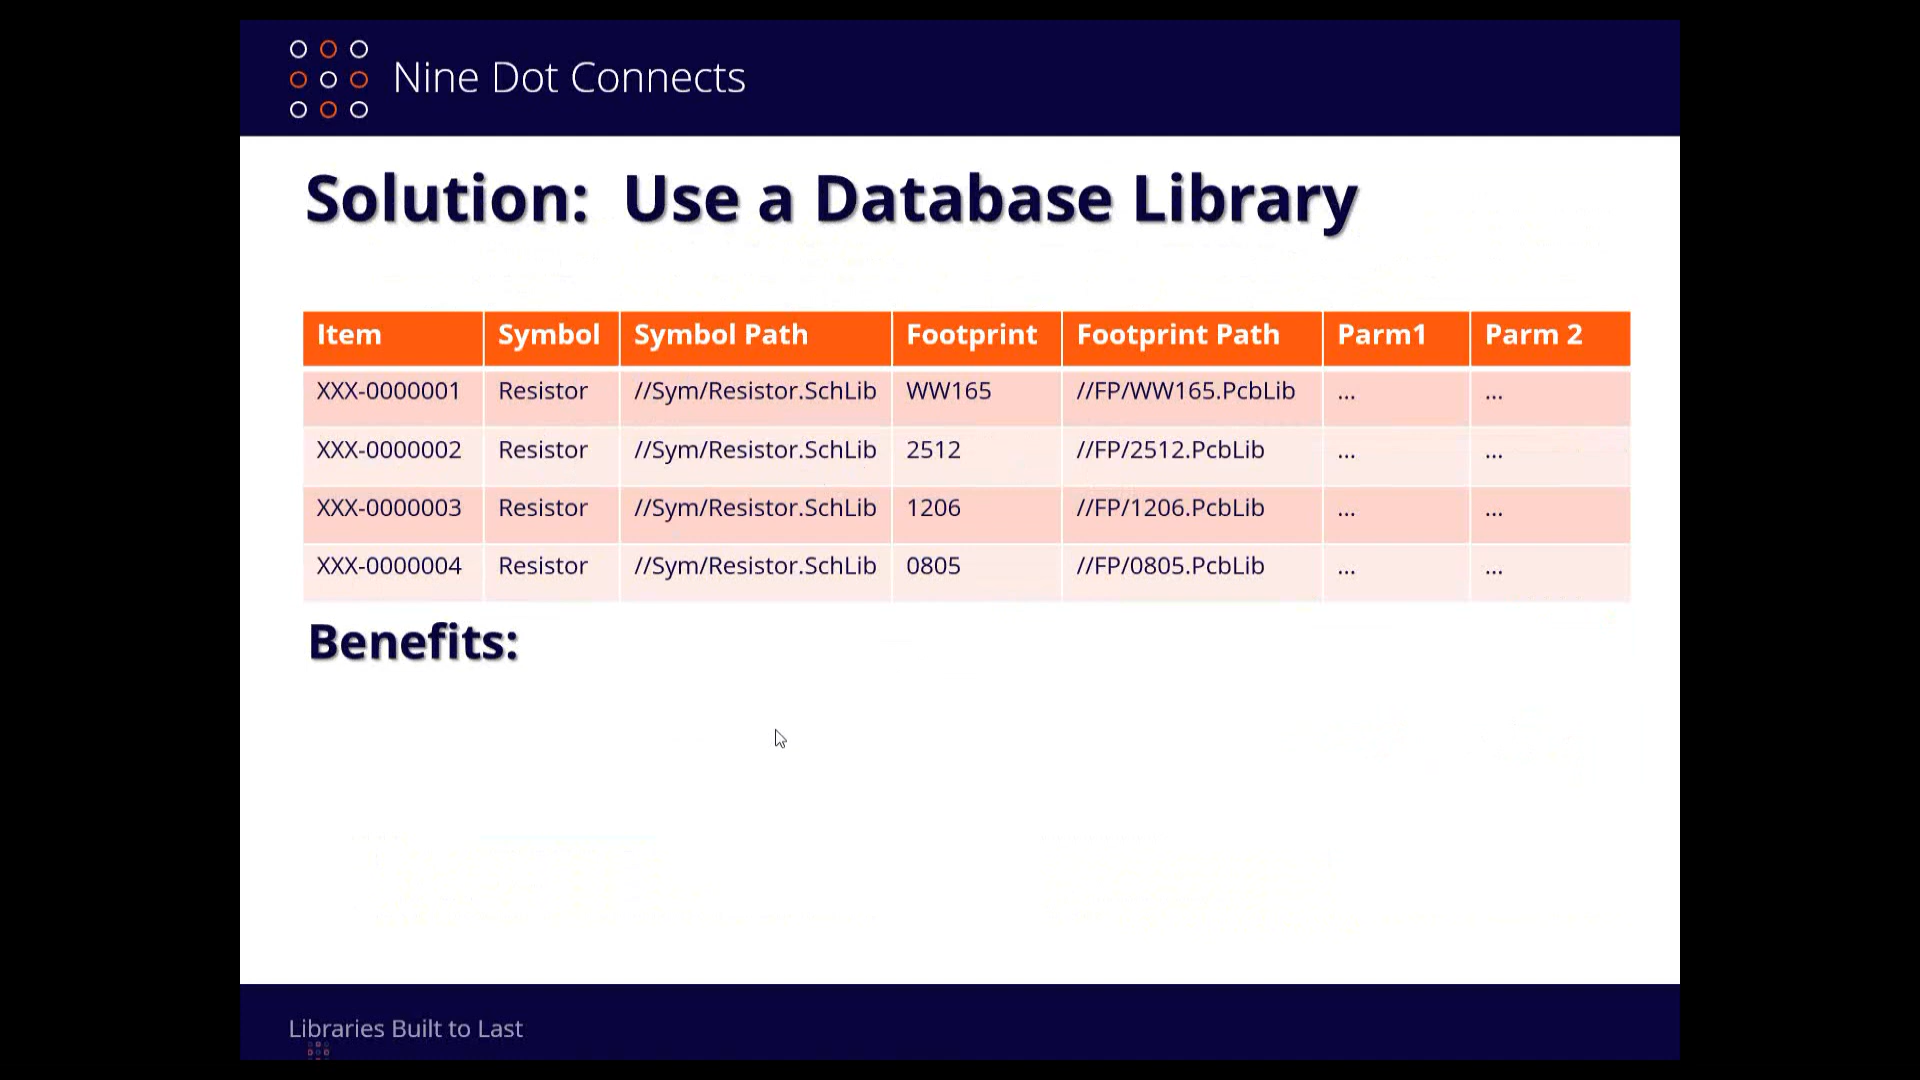 Nine Dot Connects
Solution: Use a Database Library
Item Symbol Symbol Path Footprint Footprint Path Parm1 Parm 2
XXX-0000001 Resistor //Sym/Resistor.SchLib WW165 //FP/WW165.PcbLib ... ...
XXX-0000002 Resistor //Sym/Resistor.SchLib 2512 //FP/2512.PcbLib ... ...
XXX-0000003 Resistor //Sym/Resistor.SchLib 1206 //FP/1206.PcbLib ... ...
XXX-0000004 Resistor //Sym/Resistor.SchLib 0805 //FP/0805.PcbLib ... ...
Benefits:
Libraries Built to Last